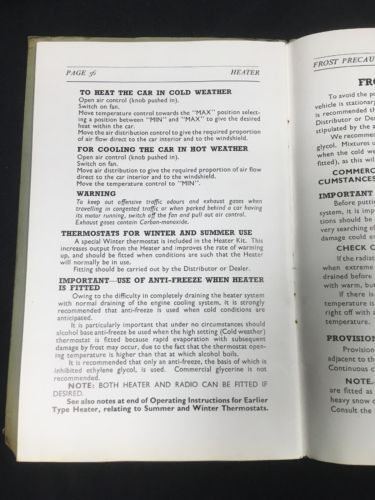 PAGE 56 HEATER
TO HEAT THE CAR IN COLD WEATHER
Open air control (knob pushed in).
Switch on fan.
Move temperature control towards the "MAX" position select-
ing a position between "MIN" and "MAX" to give the desired
heat within the car.
Move the air distribution control to give the required proportion
of air flow direct to the car interior and to the windshield.
FOR COOLING THE CAR IN HOT WEATHER
Open air control (knob pushed in).
Switch on fan.
Move air distribution to give the required proportion of air flow
direct to the car interior and to the windshield.
Move the temperature control to "MIN".
WARNING
To keep out offensive traffic odours and exhaust gases when
travelling in congested traffic or when parked behind a car having
its motor running, switch off the fan and pull out air control.
Exhaust gases contain Carbon-monoxide.
THERMOSTATS FOR WINTER AND SUMMER USE
A special Winter thermostat is included in the Heater Kit. This
increases output from the Heater and improves the rate of warming
up, and should be fitted when conditions are such that the Heater
will normally be in use.
Fitting should be carried out by the Distributor or Dealer.
IMPORTANT—USE OF ANTI-FREEZE WHEN HEATER
IS FITTED
Owing to the difficulty in completely draining the heater system
with normal draining of the engine cooling system, it is strongly
recommended that anti-freeze is used when cold conditions are
anticipated.
It is particularly important that under no circumstances should
alcohol base anti-freeze be used when the high setting (Cold weather)
thermostat is fitted because rapid evaporation with subsequent
damage by frost may occur, due to the fact that the thermostat open-
ing temperature is higher than that at which alcohol boils.
It is recommended that only an anti-freeze, the basis of which is
inhibited ethylene glycol, is used. Commercial glycerine is not
recommended.
NOTE: BOTH HEATER AND RADIO CAN BE FITTED IF
DESIRED.
See also notes at end of Operating Instructions for Earlier
Type Heater, relating to Summer and Winter Thermostats.
FROST PRECAU
FRO
To avoid the po
vehicle is stationary
is recommended th
Distributor or Dea
stipulated by the a
We recommen
glycol. Mixtures o
when the cold we
fitted), as this will
COMMERC
CUMSTANCES
IMPORTANT
Before puttin
system, it is imp
tions should be
very searching el
damage could e
CHECK C
If the radia
when extreme
drained before
with warm, but
If there is
temperature is
right off with a
temperature.
PROVISION
Provision
adjacent to th
Continuous c
NOTE.
are fitted as
heavy snow c
Consult the